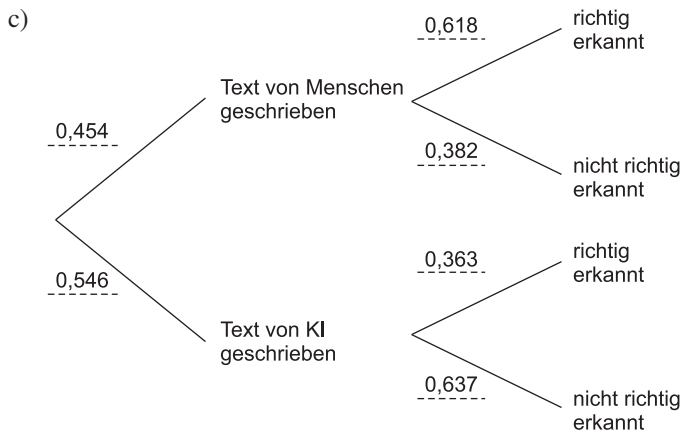 c)
0,618
richtig
erkannt
Text von Menschen
geschrieben
0,454
0,382
nicht richtig
erkannt
0,363
richtig
erkannt
0,546
Text von KI
geschrieben
0,637
nicht richtig
erkannt